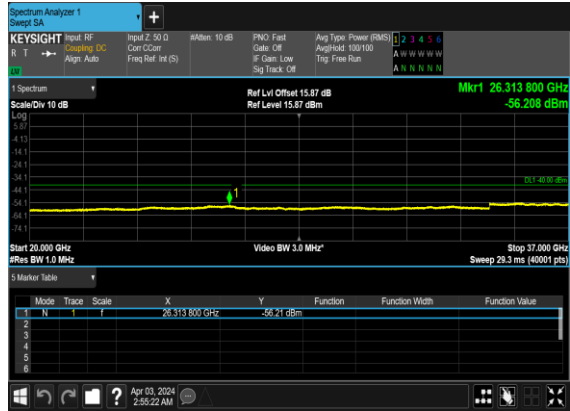 Spectrum Analyzer 1
Swept SA
+
KEYSIGHT Input: RF Input Z: 50 Ω #Atten: 10 dB PNO: Fast Avg Type: Power (RMS) 1 2 3 4 5 6
R T Coupling: DC Corr CCorr Gate: Off Avg|Hold: 100/100 A W W W W W
Align: Auto Freq Ref: Int (S) IF Gain: Low Trig: Free Run
Sig Track: Off A N N N N N
LXI
1 Spectrum Ref Lvl Offset 15.87 dB Mkr1 26.313 800 GHz
Scale/Div 10 dB Ref Level 15.87 dBm -56.208 dBm
Log
5.87
-4.13
-14.1
-24.1
-34.1
DL1 -40.00 dBm
-44.1
1
-54.1
-64.1
-74.1
Start 20.000 GHz Video BW 3.0 MHz* Stop 37.000 GHz
#Res BW 1.0 MHz Sweep 29.3 ms (40001 pts)
5 Marker Table
Mode Trace Scale X Y Function Function Width Function Value
1 N 1 f 26.313 800 GHz -56.21 dBm
2
3
4
5
6
? Apr 03, 2024
2:55:22 AM